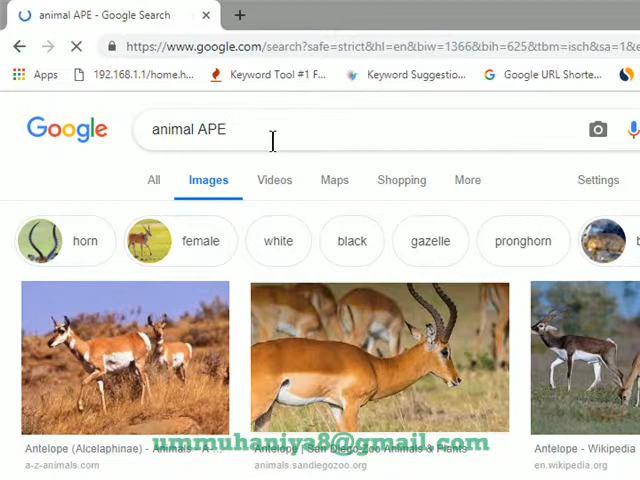 animal APE - Google Search
https://www.google.com/search?safe=strict&hl=en&biw=1366&bih=625&tbm=isch&sa=1&e
Apps 192.168.1.1/home.h... Keyword Tool #1 F... Keyword Suggestio... Google URL Shorte...
Google animal APE
All Images Videos Maps Shopping More Settings
horn female white black gazelle pronghorn
Antelope (Alcelaphinae) - Animals - A ... Antelope | San Diego Zoo Animals & Plants Antelope - Wikipedia
ummuhaniya8@gmail.com
a-z-animals.com animals.sandiegozoo.org en.wikipedia.org